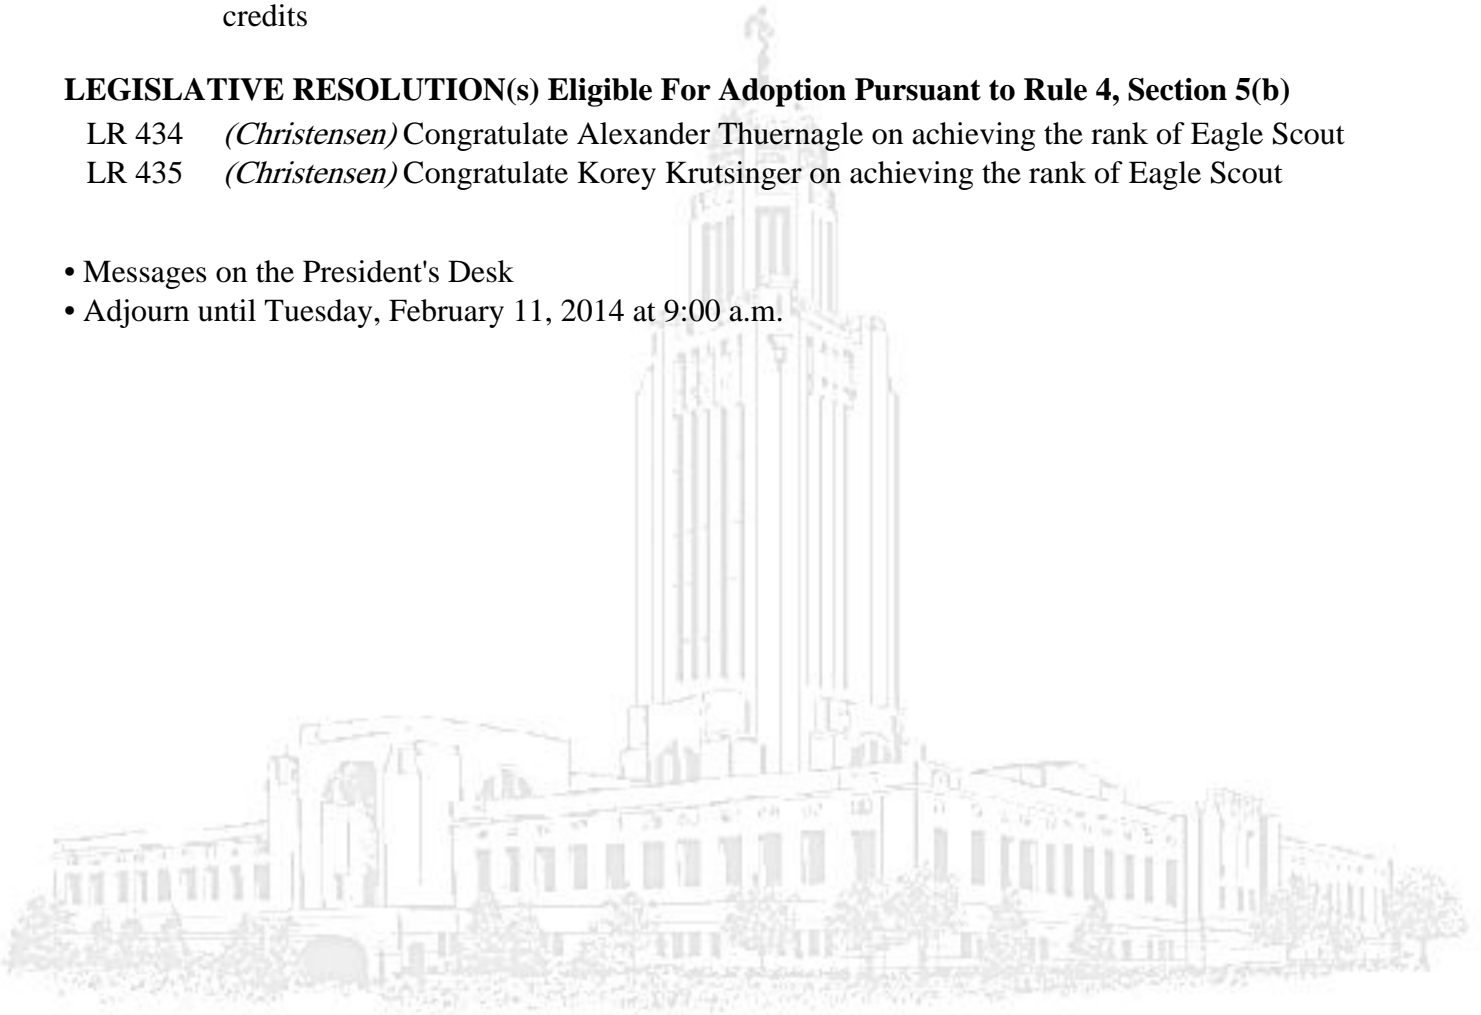 credits
LEGISLATIVE RESOLUTION(s) Eligible For Adoption Pursuant to Rule 4, Section 5(b)
LR 434 (Christensen) Congratulate Alexander Thuernagle on achieving the rank of Eagle Scout
LR 435 (Christensen) Congratulate Korey Krutsinger on achieving the rank of Eagle Scout
• Messages on the President's Desk
• Adjourn until Tuesday, February 11, 2014 at 9:00 a.m.